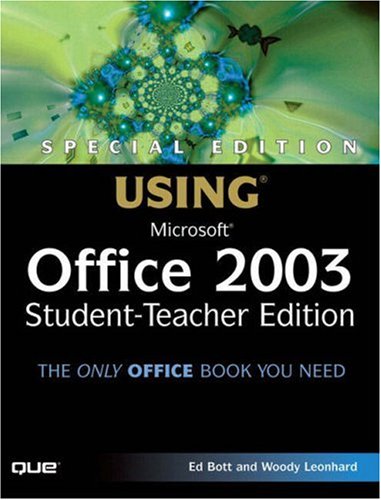 SPECIAL EDITION
USING®
Microsoft®
Office 2003
Student-Teacher Edition
THE ONLY OFFICE BOOK YOU NEED
Ed Bott and Woody Leonhard
QUE®